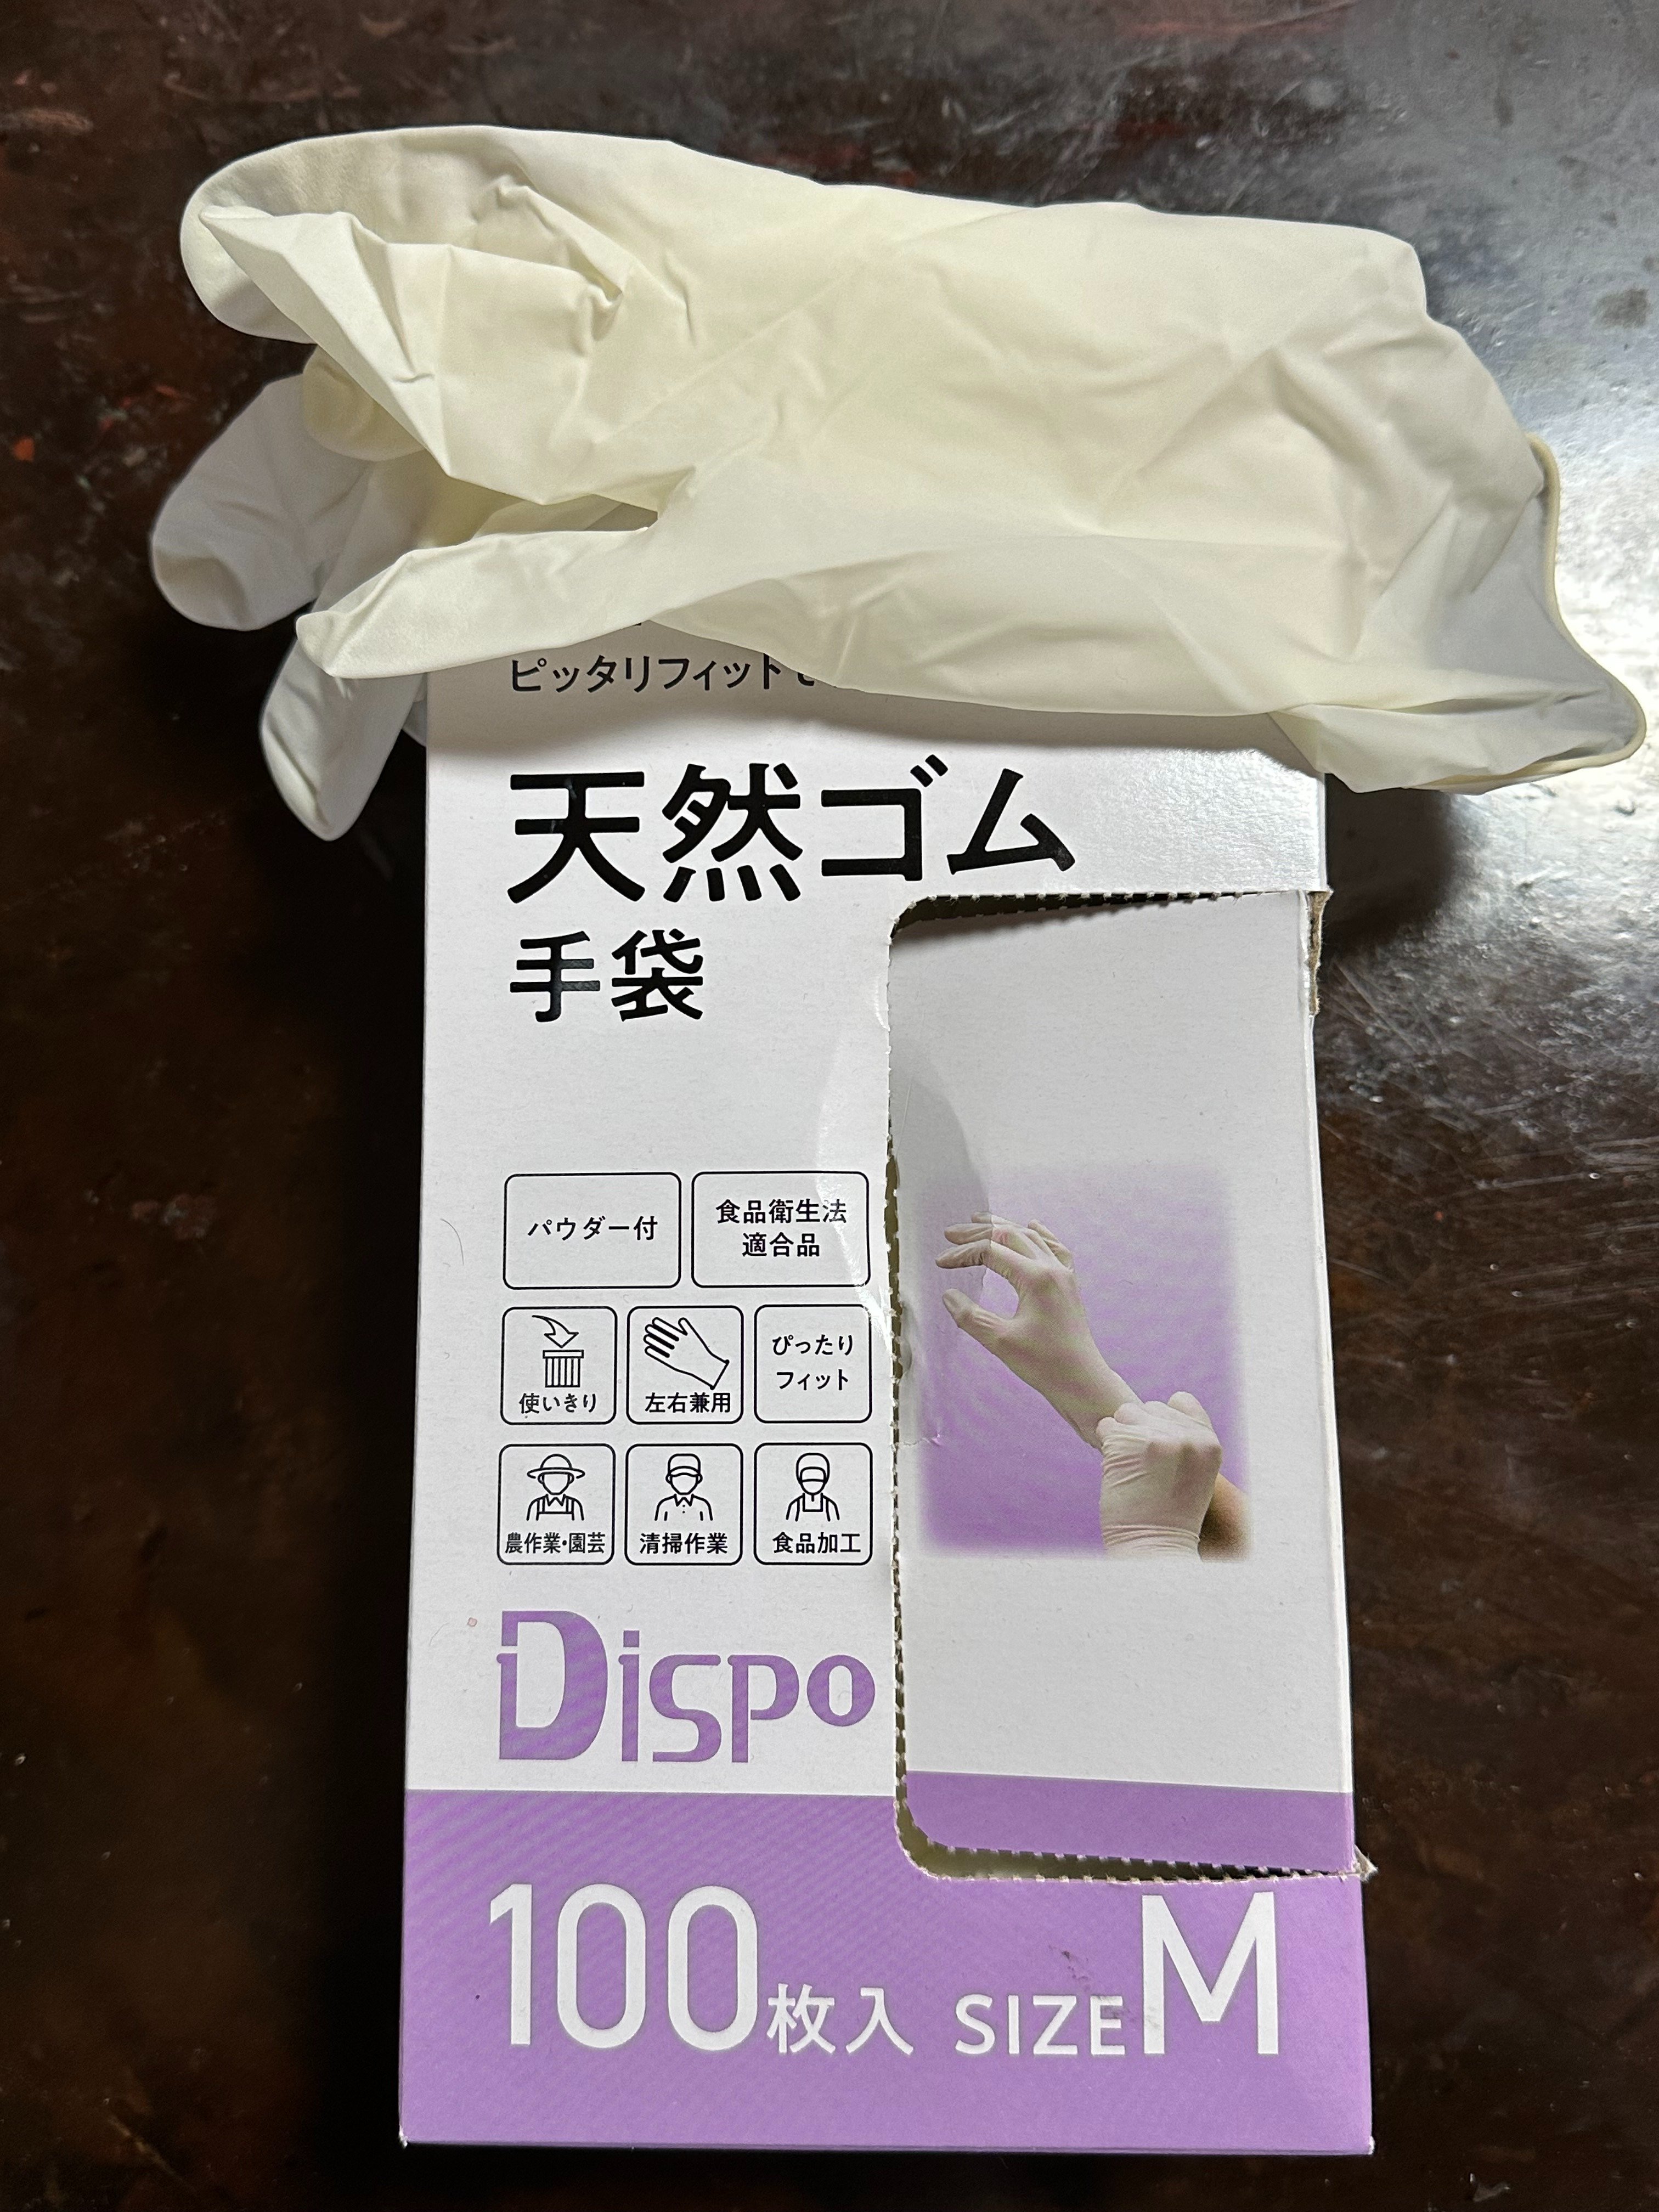 ピッタリフィット
天然ゴム
手袋
パウダー付
食品衛生法
適合品
使いきり
左右兼用
ぴったり
フィット
農作業・園芸
清掃作業
食品加工
Dispo
100枚入 SIZE M